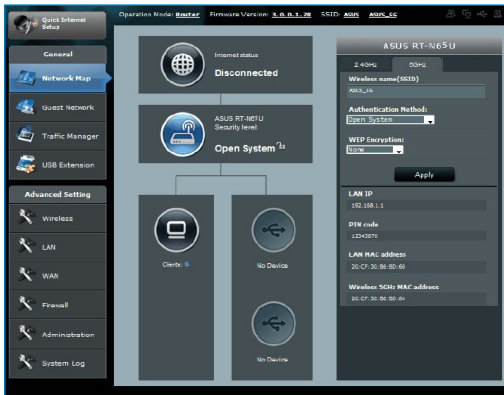 Quick Internet Setup
Operation Mode: Router Firmware Version: 3.0.0.1.28 SSID: ASUS ASUS_5G
General
Network Map
Guest Network
Traffic Manager
USB Extension
Advanced Setting
Wireless
LAN
WAN
Firewall
Administration
System Log
Internet status
Disconnected
ASUS RT-N65U
Security level
Open System
Clients: 0
No Device
No Device
ASUS RT-N65U
2.4GHz 5GHz
Wireless name(SSID)
ASUS_5G
Authentication Method:
Open System
WEP Encryption:
None
Apply
LAN IP
192.168.1.1
PIN code
12345670
LAN MAC address
Wireless 5GHz MAC address